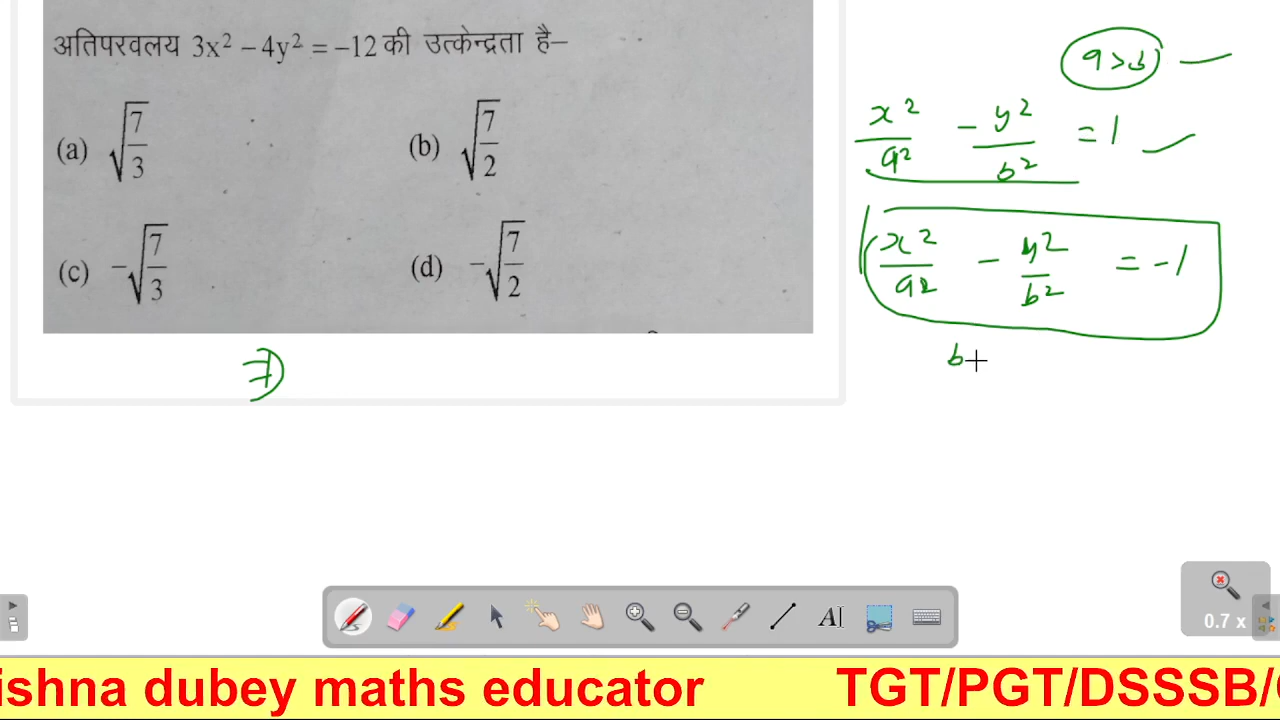 अतिपरवलय 3x² – 4y² = –12 की उत्केन्द्रता है–
(a) √(7/3)
(b) √(7/2)
(c) –√(7/3)
(d) –√(7/2)
a>b
x²/a² – y²/b² = 1
x²/a² – y²/b² = -1
b
⇒
AI
0.7 x
ishna dubey maths educator TGT/PGT/DSSSB/